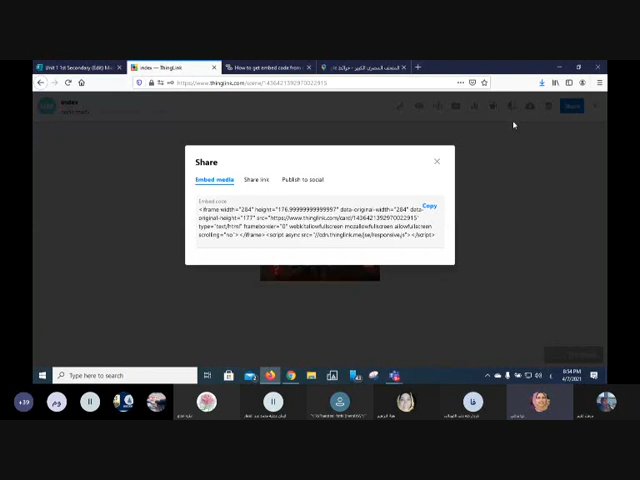 Unit 1 1st Secondary (Edit) M
index — ThingLink
How to get embed code from
https://www.thinglink.com/scene/1436421392970022915
index
Share
Share
Embed media
Share link
Publish to social
Embed code
Copy
<iframe width="284" height="176.99999999999997" data-original-width="284" data-
original-height="177" src="https://www.thinglink.com/card/1436421392970022915"
type="text/html" frameborder="0" webkitallowfullscreen mozallowfullscreen allowfullscreen
scrolling="no"></iframe><script async src="//cdn.thinglink.me/jse/responsive.js"></script>
Type here to search
8:54 PM
4/7/2021
+39
وم
فا